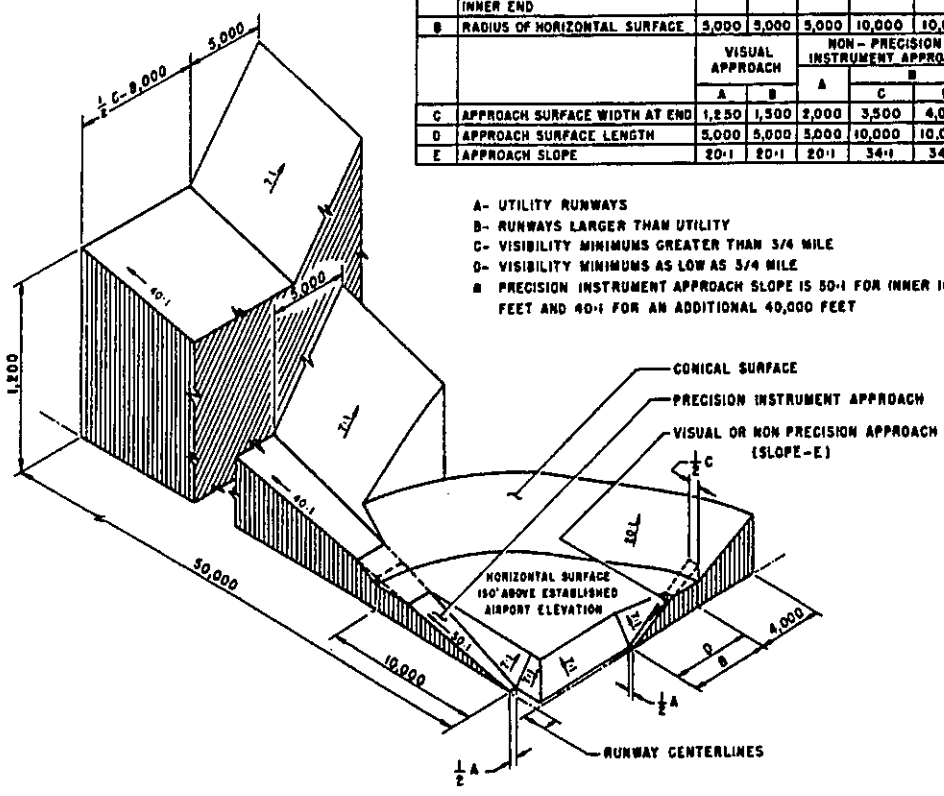 INNER END
B RADIUS OF HORIZONTAL SURFACE 5,000 5,000 5,000 10,000
VISUAL APPROACH
NON-PRECISION
INSTRUMENT
A B A B
C
C APPROACH SURFACE WIDTH AT END 1,250 1,500 2,000 3,500
D APPROACH SURFACE LENGTH 5,000 5,000 5,000 10,000
E APPROACH SLOPE 20:1 20:1 20:1 34:1
A- UTILITY RUNWAYS
B- RUNWAYS LARGER THAN UTILITY
C- VISIBILITY MINIMUMS GREATER THAN 3/4 MILE
D- VISIBILITY MINIMUMS AS LOW AS 3/4 MILE
PRECISION INSTRUMENT APPROACH SLOPE IS 50:1 FOR INNER
FEET AND 40:1 FOR AN ADDITIONAL 40,000 FEET
5,000
1/2 C-8,000
7:1
40:1
5,000
1,200
7:1
CONICAL SURFACE
PRECISION INSTRUMENT APPROACH
VISUAL OR NON PRECISION APPROACH
(SLOPE-E)
1/2 C
40:1
20:1
50,000
HORIZONTAL SURFACE
150' ABOVE ESTABLISHED
AIRPORT ELEVATION
50:1
7:1
7:1
7:1
7:1
4,000
D
B
10,000
1/2 A
RUNWAY CENTERLINES
1/2 A